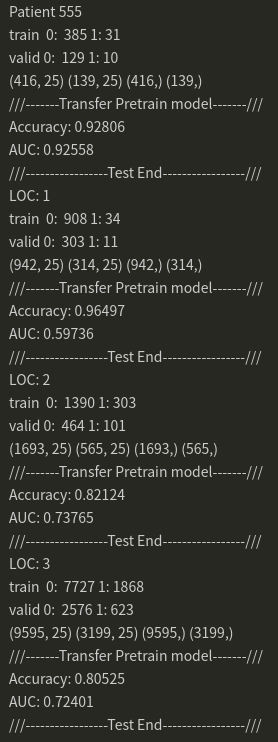 Patient 555
train  0:  385 1: 31
valid 0:  129 1: 10
(416, 25) (139, 25) (416,) (139,)
///-------Transfer Pretrain model-------///
Accuracy: 0.92806
AUC: 0.92558
///-----------------Test End-----------------///
LOC: 1
train  0:  908 1: 34
valid 0:  303 1: 11
(942, 25) (314, 25) (942,) (314,)
///-------Transfer Pretrain model-------///
Accuracy: 0.96497
AUC: 0.59736
///-----------------Test End-----------------///
LOC: 2
train  0:  1390 1: 303
valid 0:  464 1: 101
(1693, 25) (565, 25) (1693,) (565,)
///-------Transfer Pretrain model-------///
Accuracy: 0.82124
AUC: 0.73765
///-----------------Test End-----------------///
LOC: 3
train  0:  7727 1: 1868
valid 0:  2576 1: 623
(9595, 25) (3199, 25) (9595,) (3199,)
///-------Transfer Pretrain model-------///
Accuracy: 0.80525
AUC: 0.72401
///-----------------Test End-----------------///